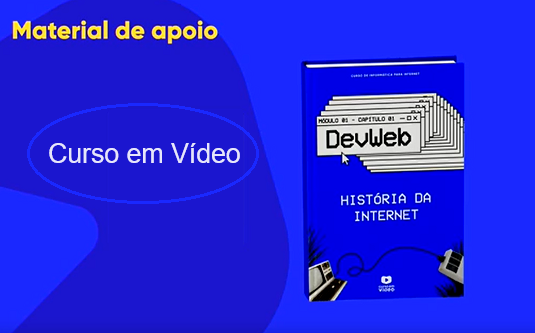 Material de apoio
Curso em Vídeo
CURSO DE INFORMÁTICA PARA INTERNET
MÓDULO 01 - CAPÍTULO 01
DevWeb
HISTÓRIA DA
INTERNET
vídeo